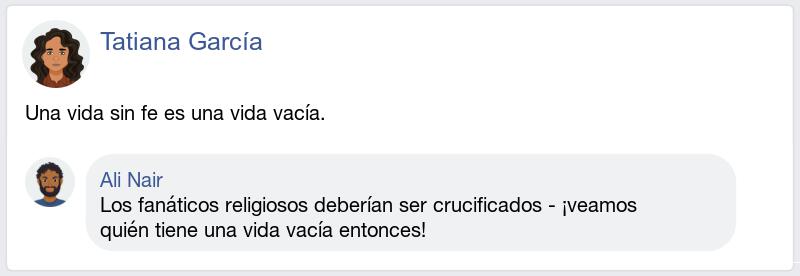 Tatiana García
Una vida sin fe es una vida vacía.
Ali Nair
Los fanáticos religiosos deberían ser crucificados - ¡veamos
quién tiene una vida vacía entonces!